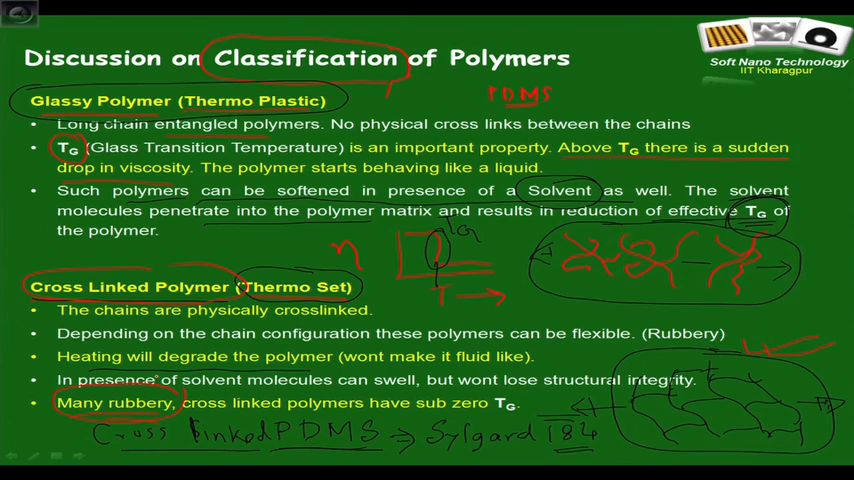 Discussion on Classification of Polymers
Soft Nano Technology
IIT Kharagpur
PDMS
Glassy Polymer (Thermo Plastic)
• Long chain entangled polymers. No physical cross links between the chains
• TG (Glass Transition Temperature) is an important property. Above TG there is a sudden
drop in viscosity. The polymer starts behaving like a liquid.
• Such polymers can be softened in presence of a Solvent as well. The solvent
molecules penetrate into the polymer matrix and results in reduction of effective TG of
the polymer.
η
TG
T
Cross Linked Polymer (Thermo Set)
• The chains are physically crosslinked.
• Depending on the chain configuration these polymers can be flexible. (Rubbery)
• Heating will degrade the polymer (wont make it fluid like).
• In presence of solvent molecules can swell, but wont lose structural integrity.
• Many rubbery, cross linked polymers have sub zero TG.
Cross linked PDMS ⇒ Sylgard 184